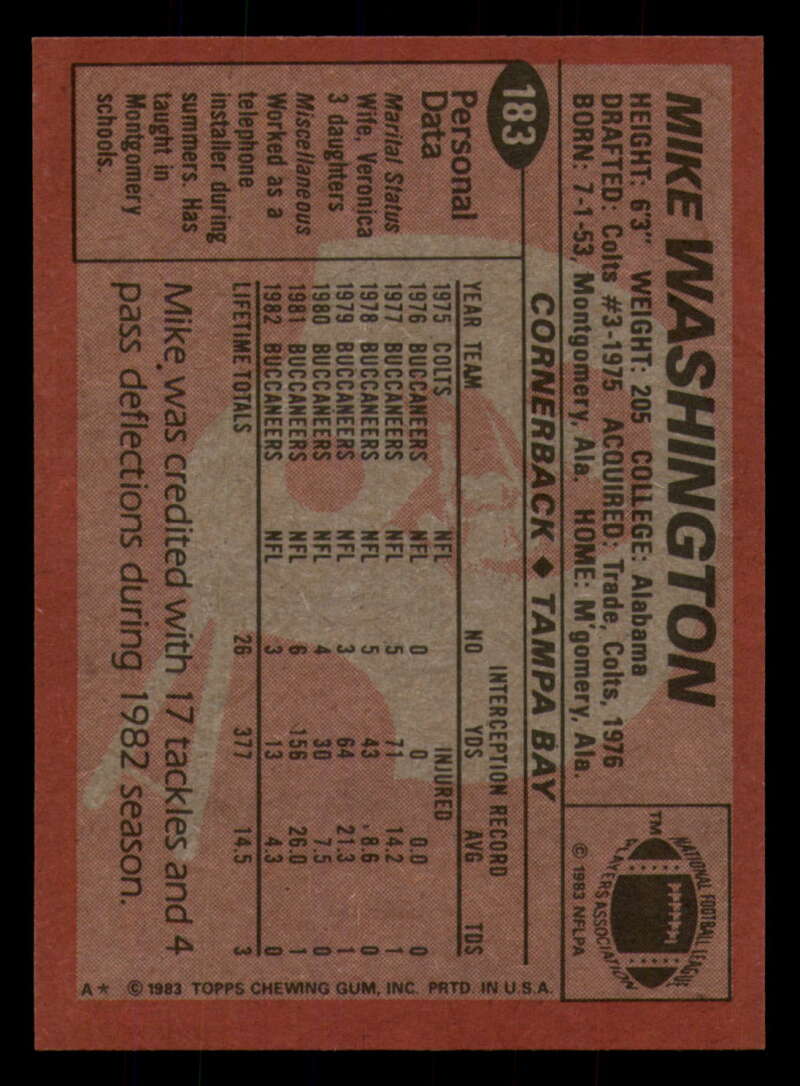 MIKE WASHINGTON
HEIGHT: 6'3" WEIGHT: 205 COLLEGE: Alabama
DRAFTED: Colts #3-1975 ACQUIRED: Trade, Colts, 1976
BORN: 7-1-53, Montgomery, Ala. HOME: M'gomery, Ala.
NATIONAL FOOTBALL LEAGUE
PLAYERS ASSOCIATION
TM
© 1983 NFLPA
183
CORNERBACK ◆ TAMPA BAY
Personal
Data
Marital Status
Wife, Veronica
3 daughters
Miscellaneous
Worked as a
telephone
installer during
summers. Has
taught in
Montgomery
schools.
INTERCEPTION RECORD
YEAR TEAM NO YDS AVG TDS
1975 COLTS NFL INJURED
1976 BUCCANEERS NFL 0 0 0.0 0
1977 BUCCANEERS NFL 5 71 14.2 1
1978 BUCCANEERS NFL 5 43 8.6 0
1979 BUCCANEERS NFL 3 64 21.3 1
1980 BUCCANEERS NFL 4 30 7.5 0
1981 BUCCANEERS NFL 6 156 26.0 1
1982 BUCCANEERS NFL 3 13 4.3 0
LIFETIME TOTALS 26 377 14.5 3
Mike was credited with 17 tackles and 4
pass deflections during 1982 season.
A* © 1983 TOPPS CHEWING GUM, INC. PRTD. IN U.S.A.